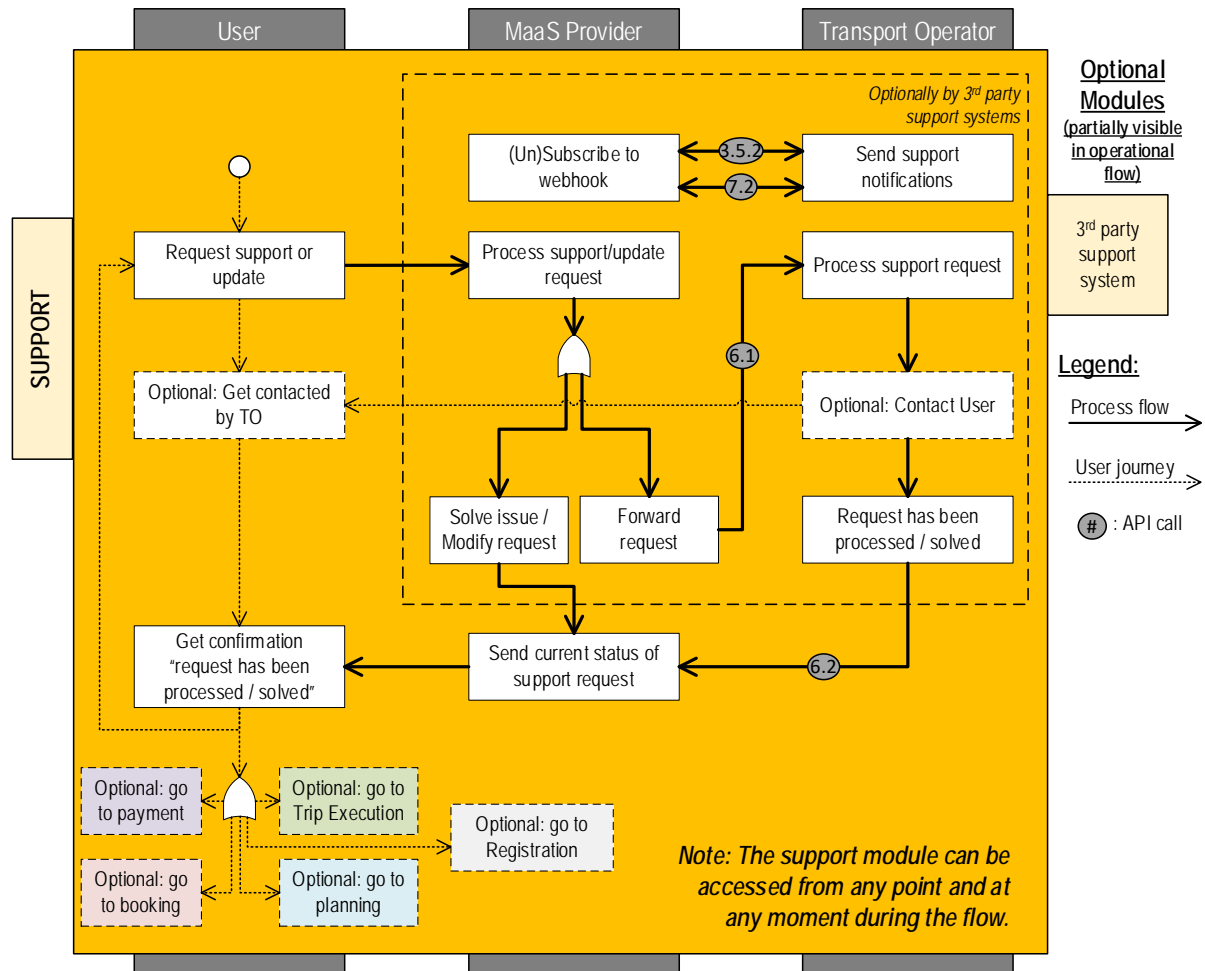 User
MaaS Provider
Transport Operator
Optional
Modules
(partially visible
in operational
flow)
Optionally by 3rd party
support systems
(Un)Subscribe to
webhook
3.5.2
7.2
Send support
notifications
3rd party
support
system
SUPPORT
Request support or
update
Process support/update
request
Process support request
6.1
Legend:
Process flow
User journey
# : API call
Optional: Get contacted
by TO
Optional: Contact User
Solve issue /
Modify request
Forward
request
Request has been
processed / solved
Get confirmation
“request has been
processed / solved”
Send current status of
support request
6.2
Optional: go
to payment
Optional: go to
Trip Execution
Optional: go to
Registration
Optional: go
to booking
Optional: go to
planning
Note: The support module can be
accessed from any point and at
any moment during the flow.